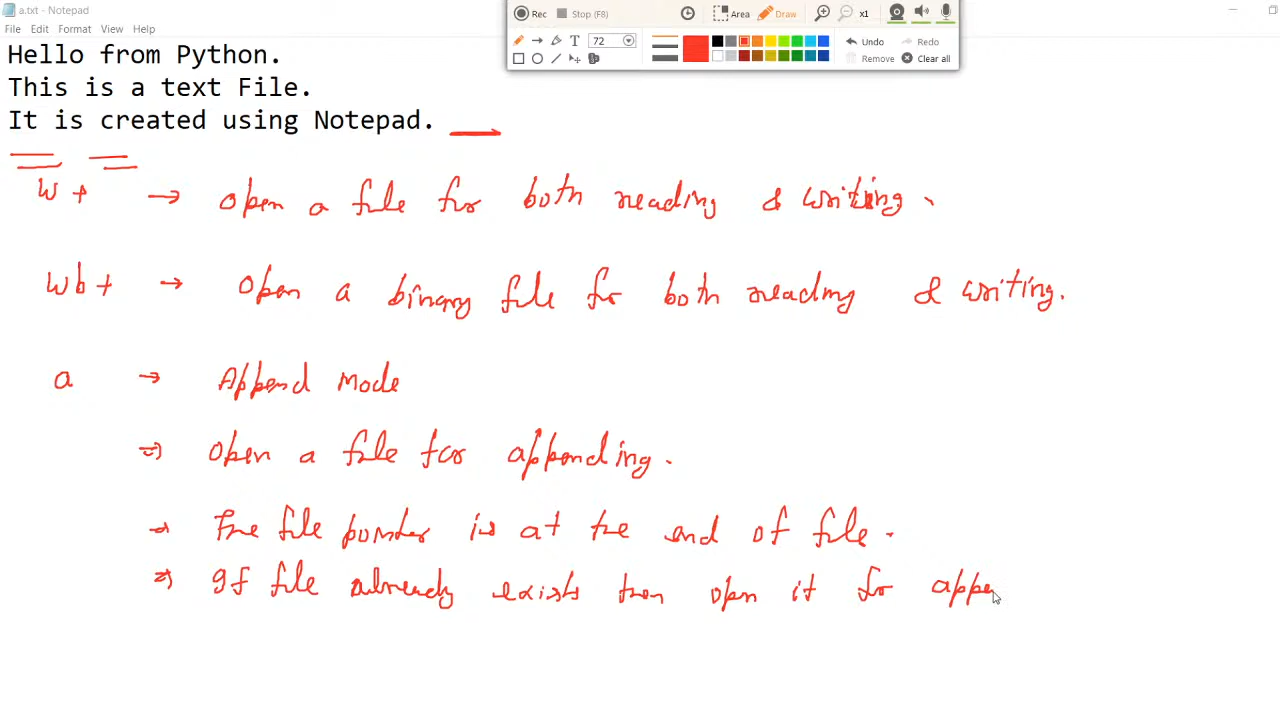 a.txt - Notepad
File Edit Format View Help
Rec Stop (F8) Area Draw x1
72 Undo Redo
Remove Clear all
Hello from Python.
This is a text File.
It is created using Notepad.
w+ → open a file for both reading & writing.
wb+ → open a binary file for both reading & writing.
a → Append Mode
→ open a file for appending.
→ The file pointer is at the end of file.
→ If file already exists then open it for appe